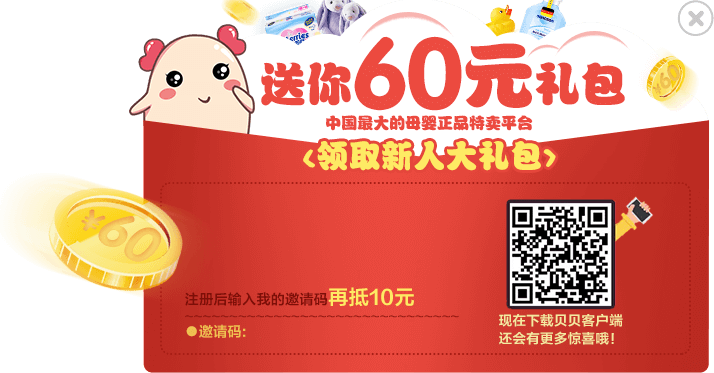 送你60元礼包
中国最大的母婴正品特卖平台
<领取新人大礼包>
¥60
60
注册后输入我的邀请码再抵10元
●邀请码:
现在下载贝贝客户端
还会有更多惊喜哦!